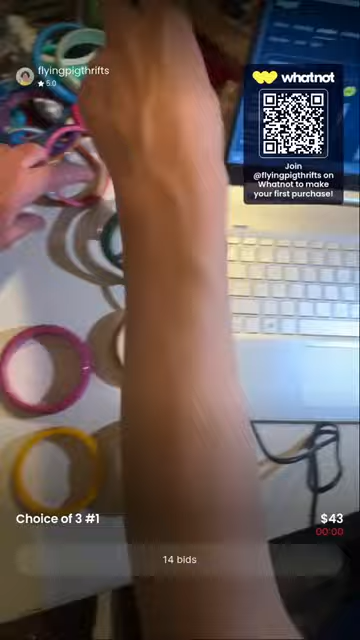 flyingpigthrifts
★ 5.0
whatnot
Join
@flyingpigthrifts on
Whatnot to make
your first purchase!
Choice of 3 #1
$43
00:00
14 bids